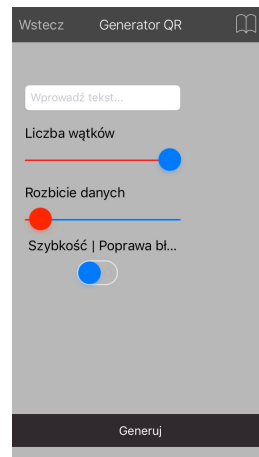 Wstecz Generator QR
Wprowadź tekst...
Liczba wątków
Rozbicie danych
Szybkość | Poprawa bł...
Generuj